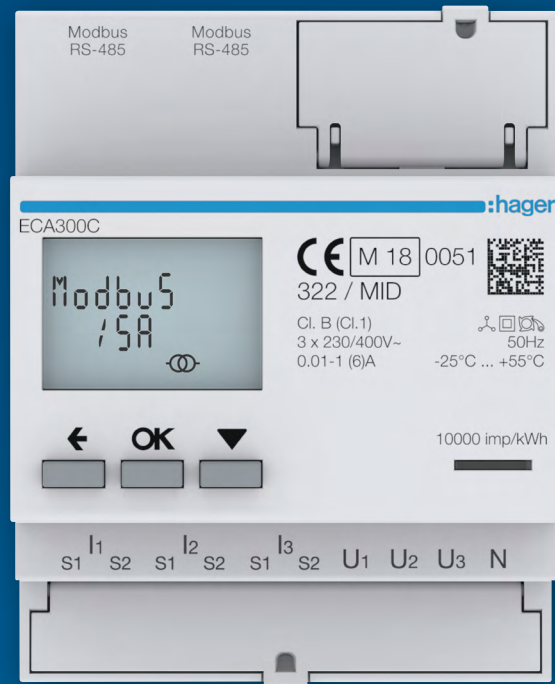 Modbus RS-485
Modbus RS-485
:hager
ECA300C
ModbuS
/5A
CE M 18 0051
322 / MID
Cl. B (Cl.1)
3 x 230/400V~
50Hz
0.01-1 (6)A
-25°C ... +55°C
OK
10000 imp/kWh
I1 I2 I3
S1 S2 S1 S2 S1 S2 U1 U2 U3 N